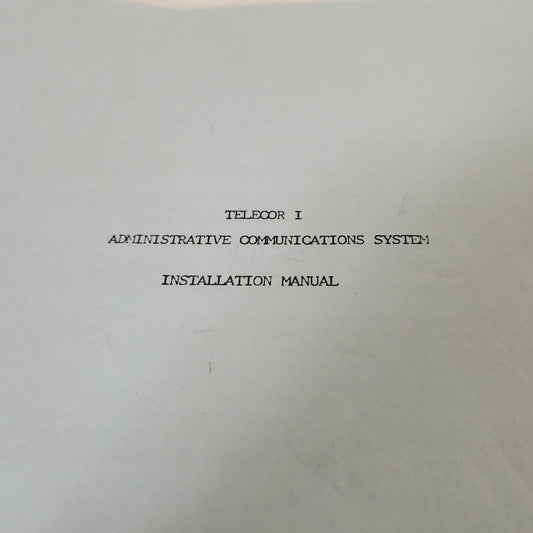 TELECOR I
ADMINISTRATIVE COMMUNICATIONS SYSTEM
INSTALLATION MANUAL